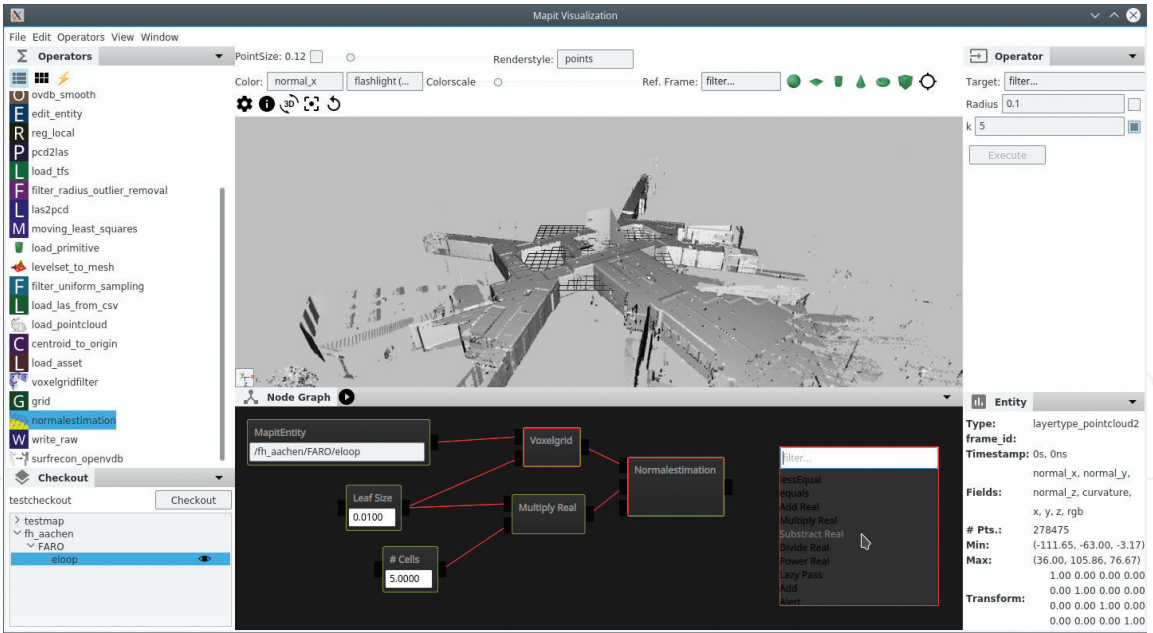 Mapit Visualization
File Edit Operators View Window
Operators
ovdb_smooth
E edit_entity
R reg_local
P pcd2las
L load_tfs
F filter_radius_outlier_removal
L las2pcd
M moving_least_squares
load_primitive
levelset_to_mesh
F filter_uniform_sampling
L load_las_from_csv
load_pointcloud
C centroid_to_origin
L load_asset
voxelgridfilter
G grid
normalestimation
W write_raw
surfrecon_openvdb
Checkout
testcheckout Checkout
testmap
fh_aachen
FARO
eloop
PointSize: 0.12
Renderstyle: points
Color: normal_x flashlight (... Colorscale Ref. Frame: filter...
3D
Node Graph
MapitEntity
/fh_aachen/FARO/eloop
Leaf Size
0.0100
# Cells
5.0000
Voxelgrid
Multiply Real
Normalestimation
filter...
lessEqual
equals
Add Real
Multiply Real
Substract Real
Divide Real
Power Real
Lazy Pass
Add
Alert
Operator
Target: filter...
Radius 0.1
k 5
Execute
Entity
Type: layertype_pointcloud2
frame_id:
Timestamp: 0s, 0ns
Fields: normal_x, normal_y,
normal_z, curvature,
x, y, z, rgb
# Pts.: 278475
Min: (-111.65, -63.00, -3.17)
Max: (36.00, 105.86, 76.67)
Transform: 1.00 0.00 0.00 0.00
0.00 1.00 0.00 0.00
0.00 0.00 1.00 0.00
0.00 0.00 0.00 1.00